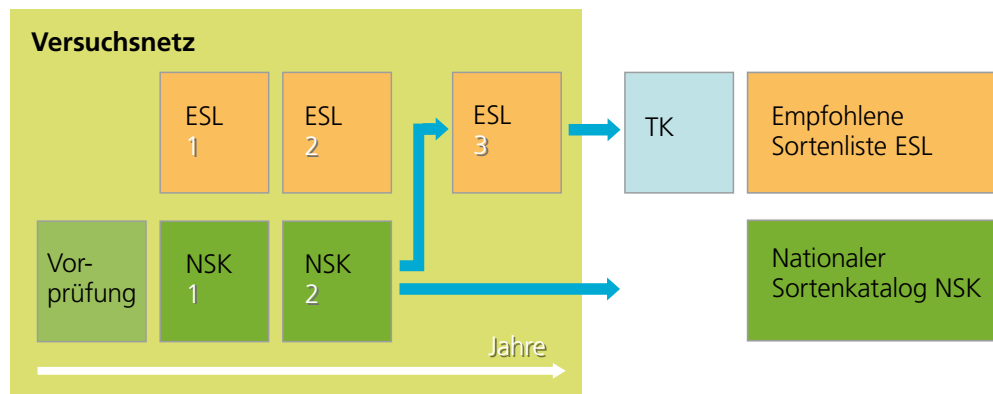 Versuchsnetz
ESL
1
ESL
2
ESL
3
TK
Empfohlene
Sortenliste ESL
Vor-
prüfung
NSK
1
NSK
2
Nationaler
Sortenkatalog NSK
Jahre